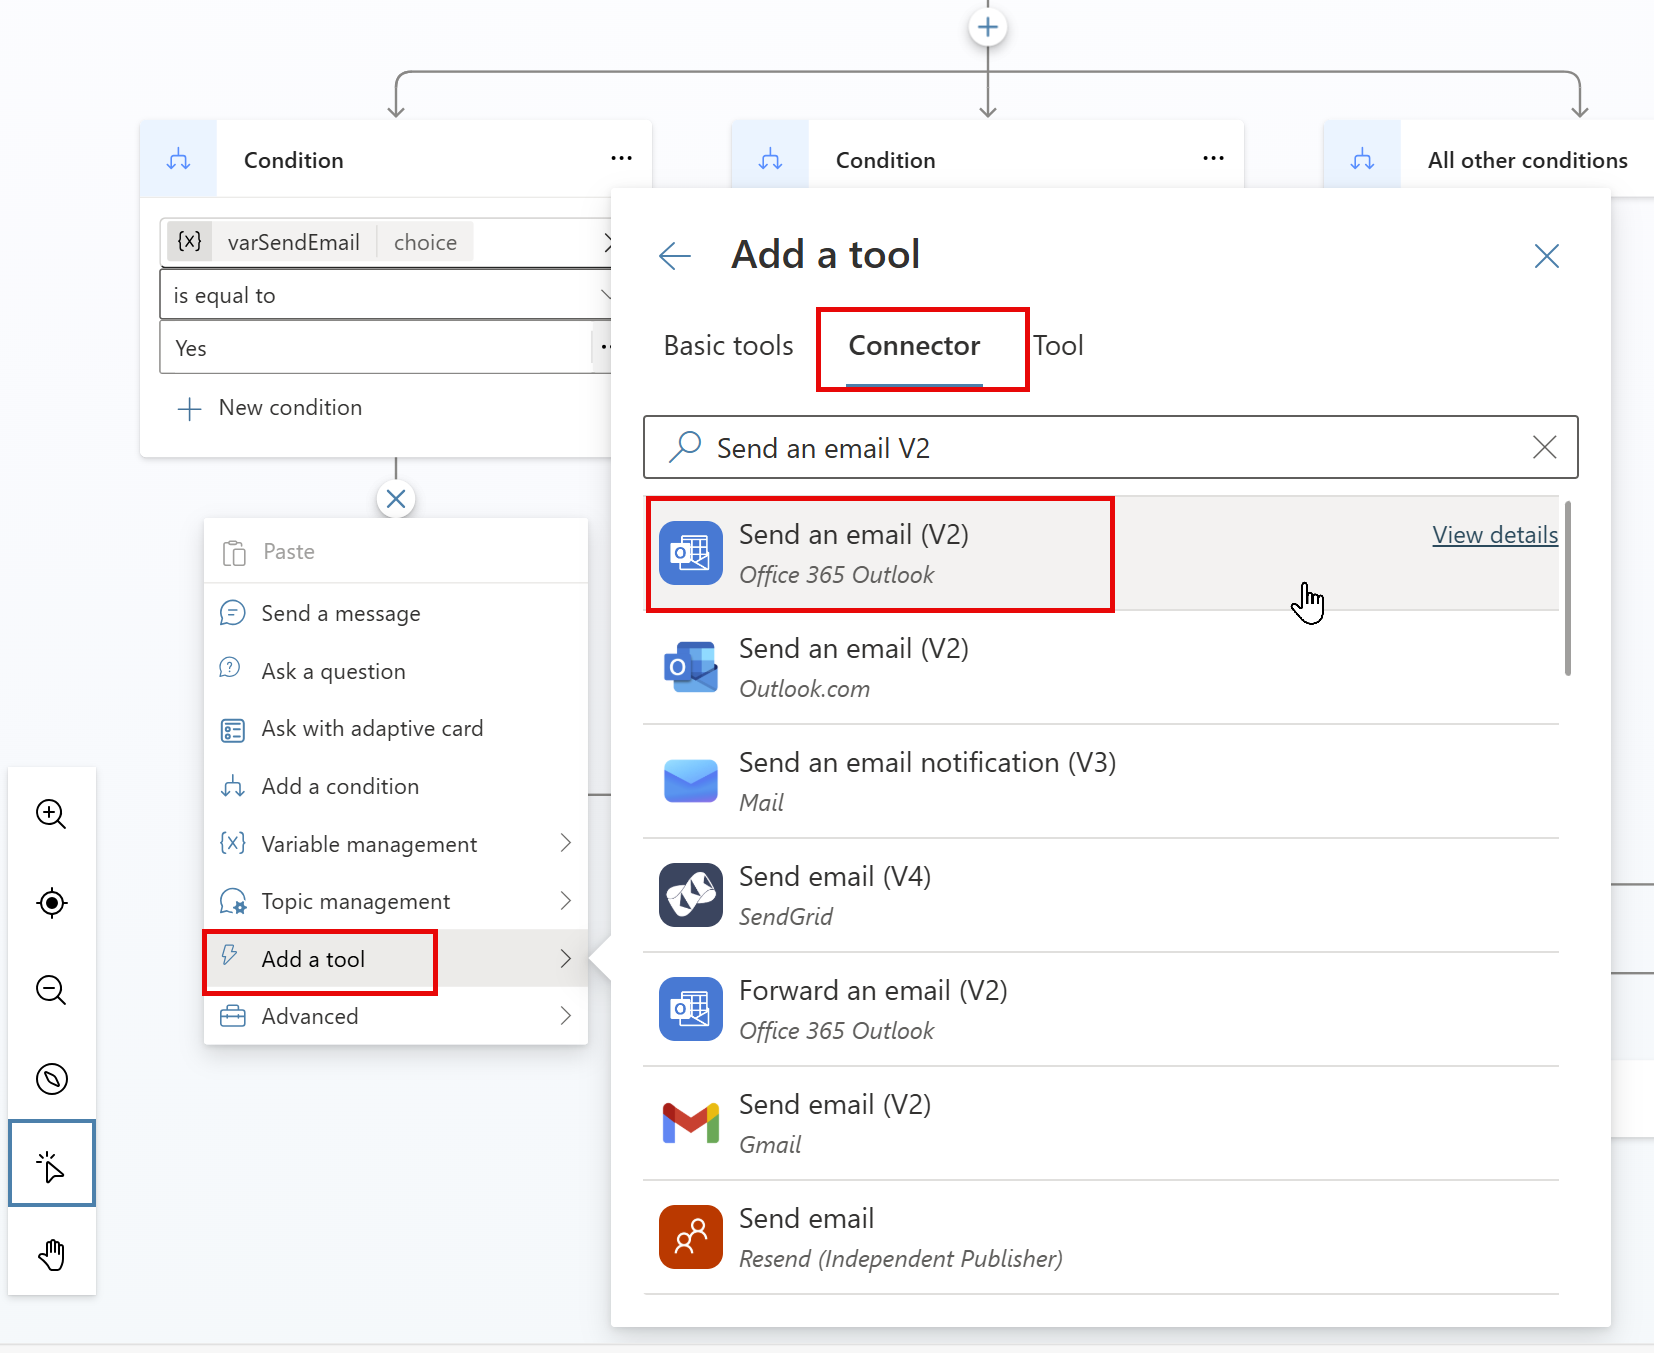 Condition
Condition
All other conditions
{x} varSendEmail choice
is equal to
Yes
New condition
Paste
Send a message
Ask a question
Ask with adaptive card
Add a condition
Variable management
Topic management
Add a tool
Advanced
Add a tool
Basic tools
Connector
Tool
Send an email V2
Send an email (V2)
Office 365 Outlook
View details
Send an email (V2)
Outlook.com
Send an email notification (V3)
Mail
Send email (V4)
SendGrid
Forward an email (V2)
Office 365 Outlook
Send email (V2)
Gmail
Send email
Resend (Independent Publisher)